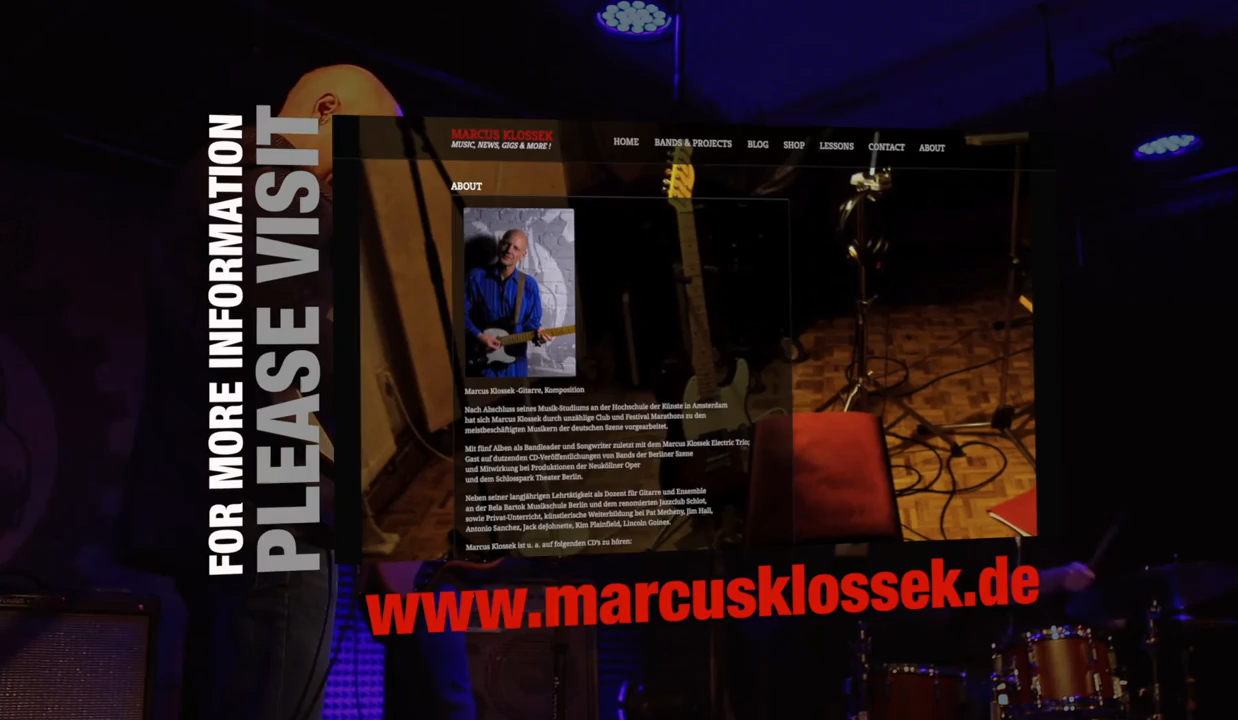 FOR MORE INFORMATION
PLEASE VISIT
MARCUS KLOSSEK
MUSIC, NEWS, GIGS & MORE !
HOME BANDS & PROJECTS BLOG SHOP LESSONS CONTACT ABOUT
ABOUT
Marcus Klossek -Gitarre, Komposition
Nach Abschluss seines Musik-Studiums an der Hochschule der Künste in Amsterdam
hat sich Marcus Klossek durch unzählige Club und Festival Marathons zu den
meistbeschäftigten Musikern der deutschen Szene vorgearbeitet.
Mit fünf Alben als Bandleader und Songwriter zuletzt mit dem Marcus Klossek Electric Trio;
Gast auf dutzenden CD-Veröffentlichungen von Bands der Berliner Szene
und Mitwirkung bei Produktionen der Neuköllner Oper
und dem Schlosspark Theater Berlin.
Neben seiner langjährigen Lehrtätigkeit als Dozent für Gitarre und Ensemble
an der Bela Bartok Musikschule Berlin und dem renomierten Jazzclub Schlot,
sowie Privat-Unterricht, künstlerische Weiterbildung bei Pat Metheny, Jim Hall,
Antonio Sanchez, Jack deJohnette, Kim Plainfield, Lincoln Goines.
Marcus Klossek ist u. a. auf folgenden CD's zu hören:
www.marcusklossek.de